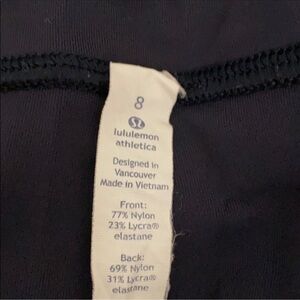 8
lululemon
athletica
Designed in
Vancouver
Made in Vietnam
Front:
77% Nylon
23% Lycra®
elastane
Back:
69% Nylon
31% Lycra®
elastane